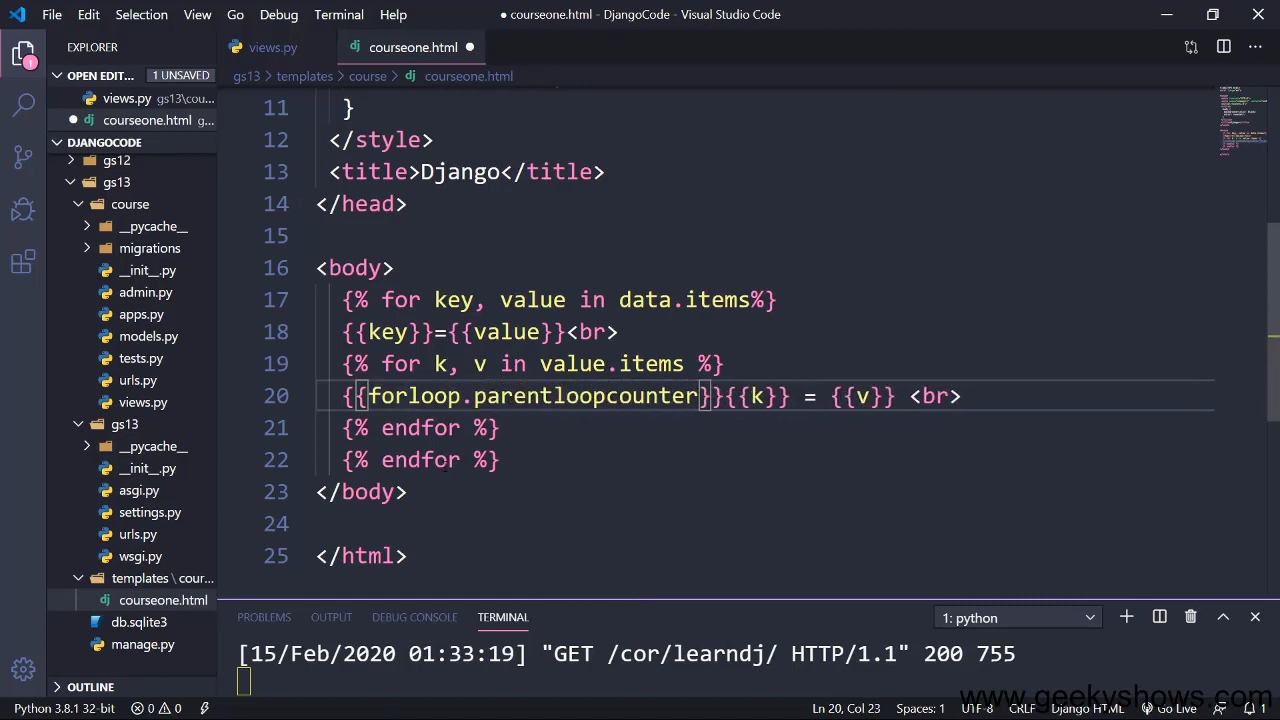 File Edit Selection View Go Debug Terminal Help ● courseone.html - DjangoCode - Visual Studio Code
EXPLORER
views.py courseone.html
OPEN EDIT... 1 UNSAVED
gs13 > templates > course > courseone.html
views.py gs13\cou...
courseone.html g...
DJANGOCODE
gs12
gs13
course
__pycache__
migrations
__init__.py
admin.py
apps.py
models.py
tests.py
urls.py
views.py
gs13
__pycache__
__init__.py
asgi.py
settings.py
urls.py
wsgi.py
templates \ cour...
courseone.html
db.sqlite3
manage.py
OUTLINE
11 }
12 </style>
13 <title>Django</title>
14 </head>
15
16 <body>
17 {% for key, value in data.items%}
18 {{key}}={{value}}<br>
19 {% for k, v in value.items %}
20 {{forloop.parentloopcounter}}{{k}} = {{v}} <br>
21 {% endfor %}
22 {% endfor %}
23 </body>
24
25 </html>
PROBLEMS OUTPUT DEBUG CONSOLE TERMINAL 1: python
[15/Feb/2020 01:33:19] "GET /cor/learndj/ HTTP/1.1" 200 755
www.geekyshows.com
Python 3.8.1 32-bit 0 0 Ln 20, Col 23 Spaces: 1 UTF-8 CRLF Django HTML Go Live 1